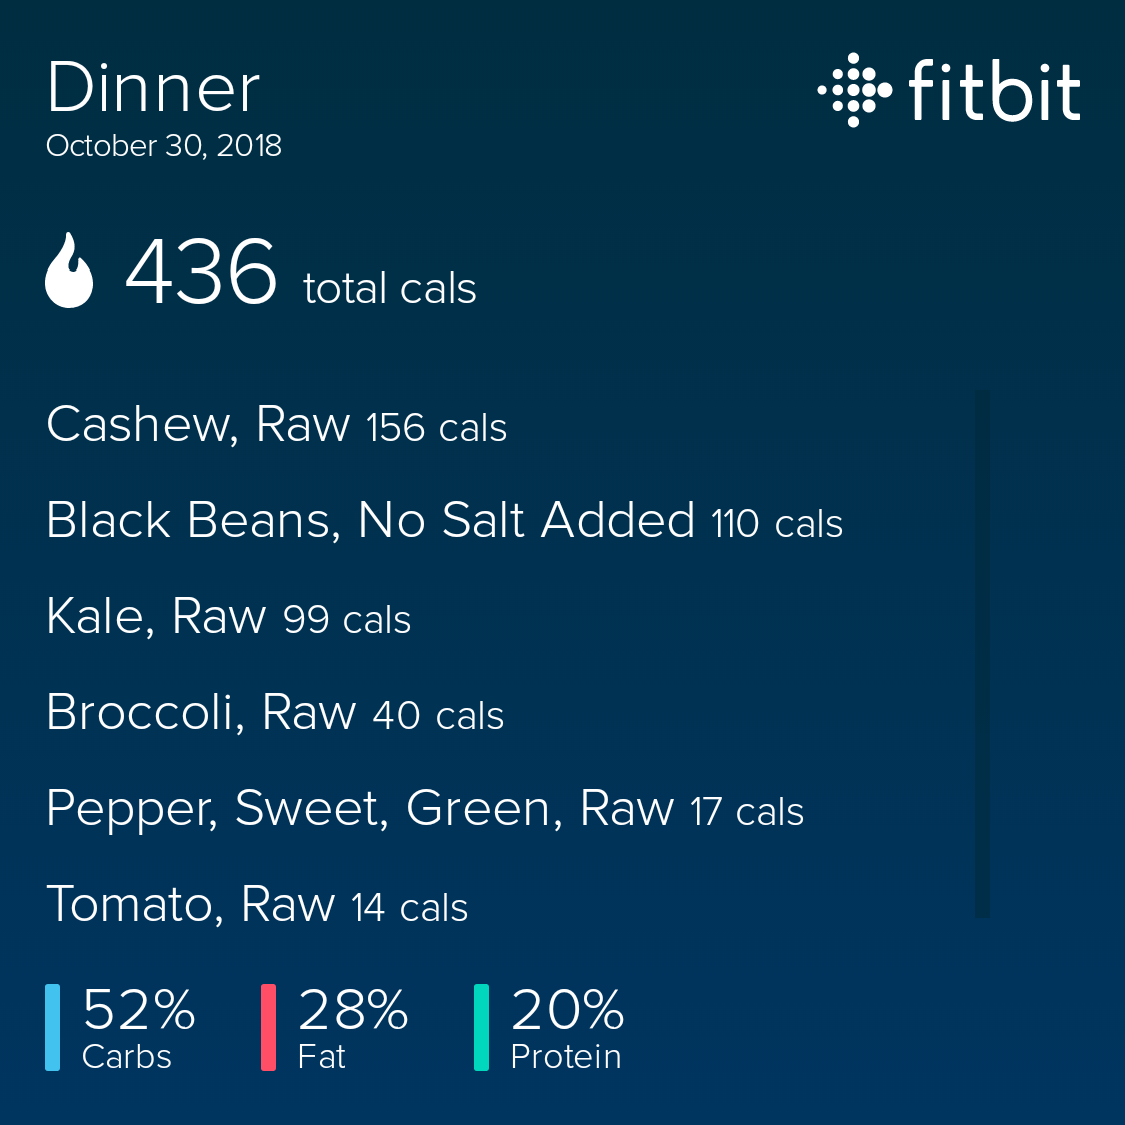 Dinner
fitbit
October 30, 2018
436 total cals
Cashew, Raw 156 cals
Black Beans, No Salt Added 110 cals
Kale, Raw 99 cals
Broccoli, Raw 40 cals
Pepper, Sweet, Green, Raw 17 cals
Tomato, Raw 14 cals
52% 28% 20%
Carbs Fat Protein